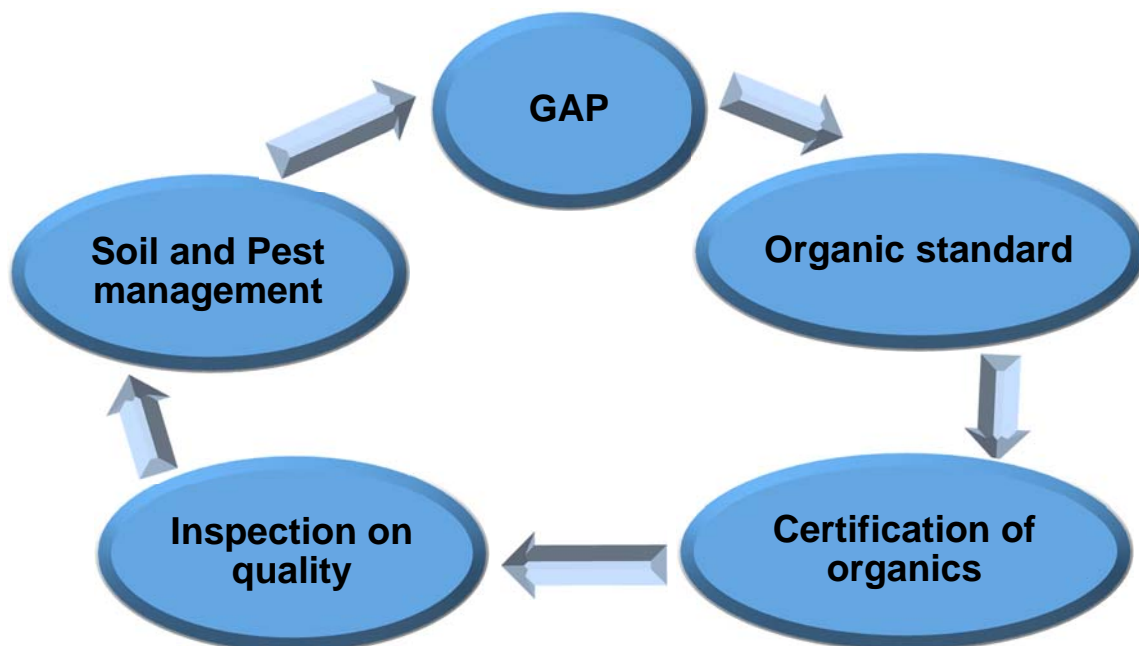 GAP
Organic standard
Certification of
organics
Inspection on
quality
Soil and Pest
management